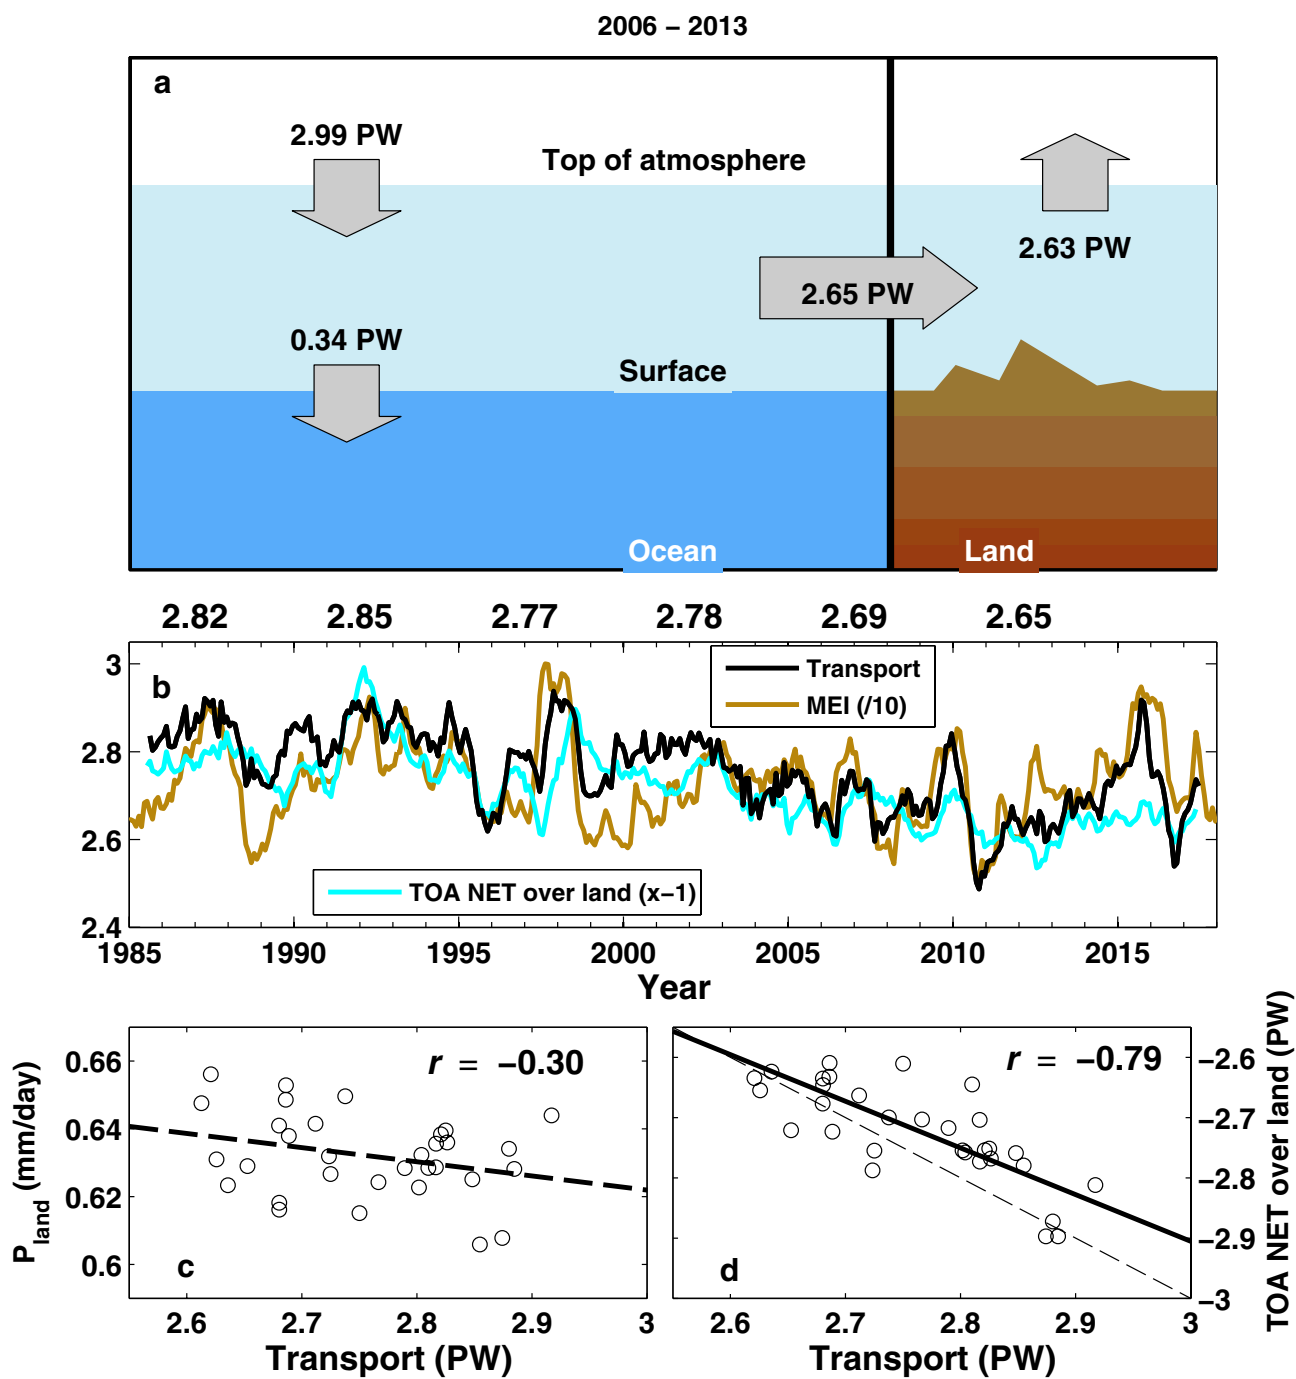 2006 – 2013
a
2.99 PW
Top of atmosphere
2.63 PW
2.65 PW
0.34 PW
Surface
Ocean
Land
2.82 2.85 2.77 2.78 2.69 2.65
b
Transport
MEI (/10)
TOA NET over land (x−1)
3
2.8
2.6
2.4
1985 1990 1995 2000 2005 2010 2015
Year
r = −0.30
0.66
0.64
0.62
0.6
P_land (mm/day)
c
2.6 2.7 2.8 2.9 3
Transport (PW)
r = −0.79
−2.6
−2.7
−2.8
−2.9
−3
TOA NET over land (PW)
d
2.6 2.7 2.8 2.9 3
Transport (PW)